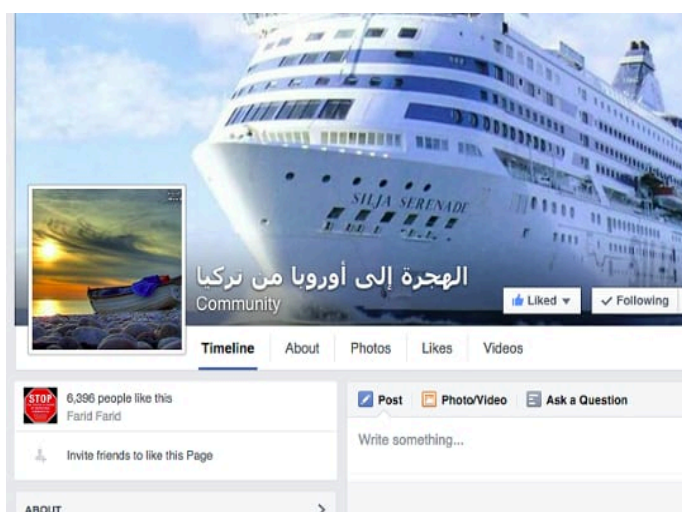 SILJA SERENADE
الهجرة إلى أوروبا من تركيا
Community
Liked
Following
Timeline
About
Photos
Likes
Videos
STOP
6,396 people like this
Farid Farid
Invite friends to like this Page
Post
Photo/Video
Ask a Question
Write something...
ABOUT